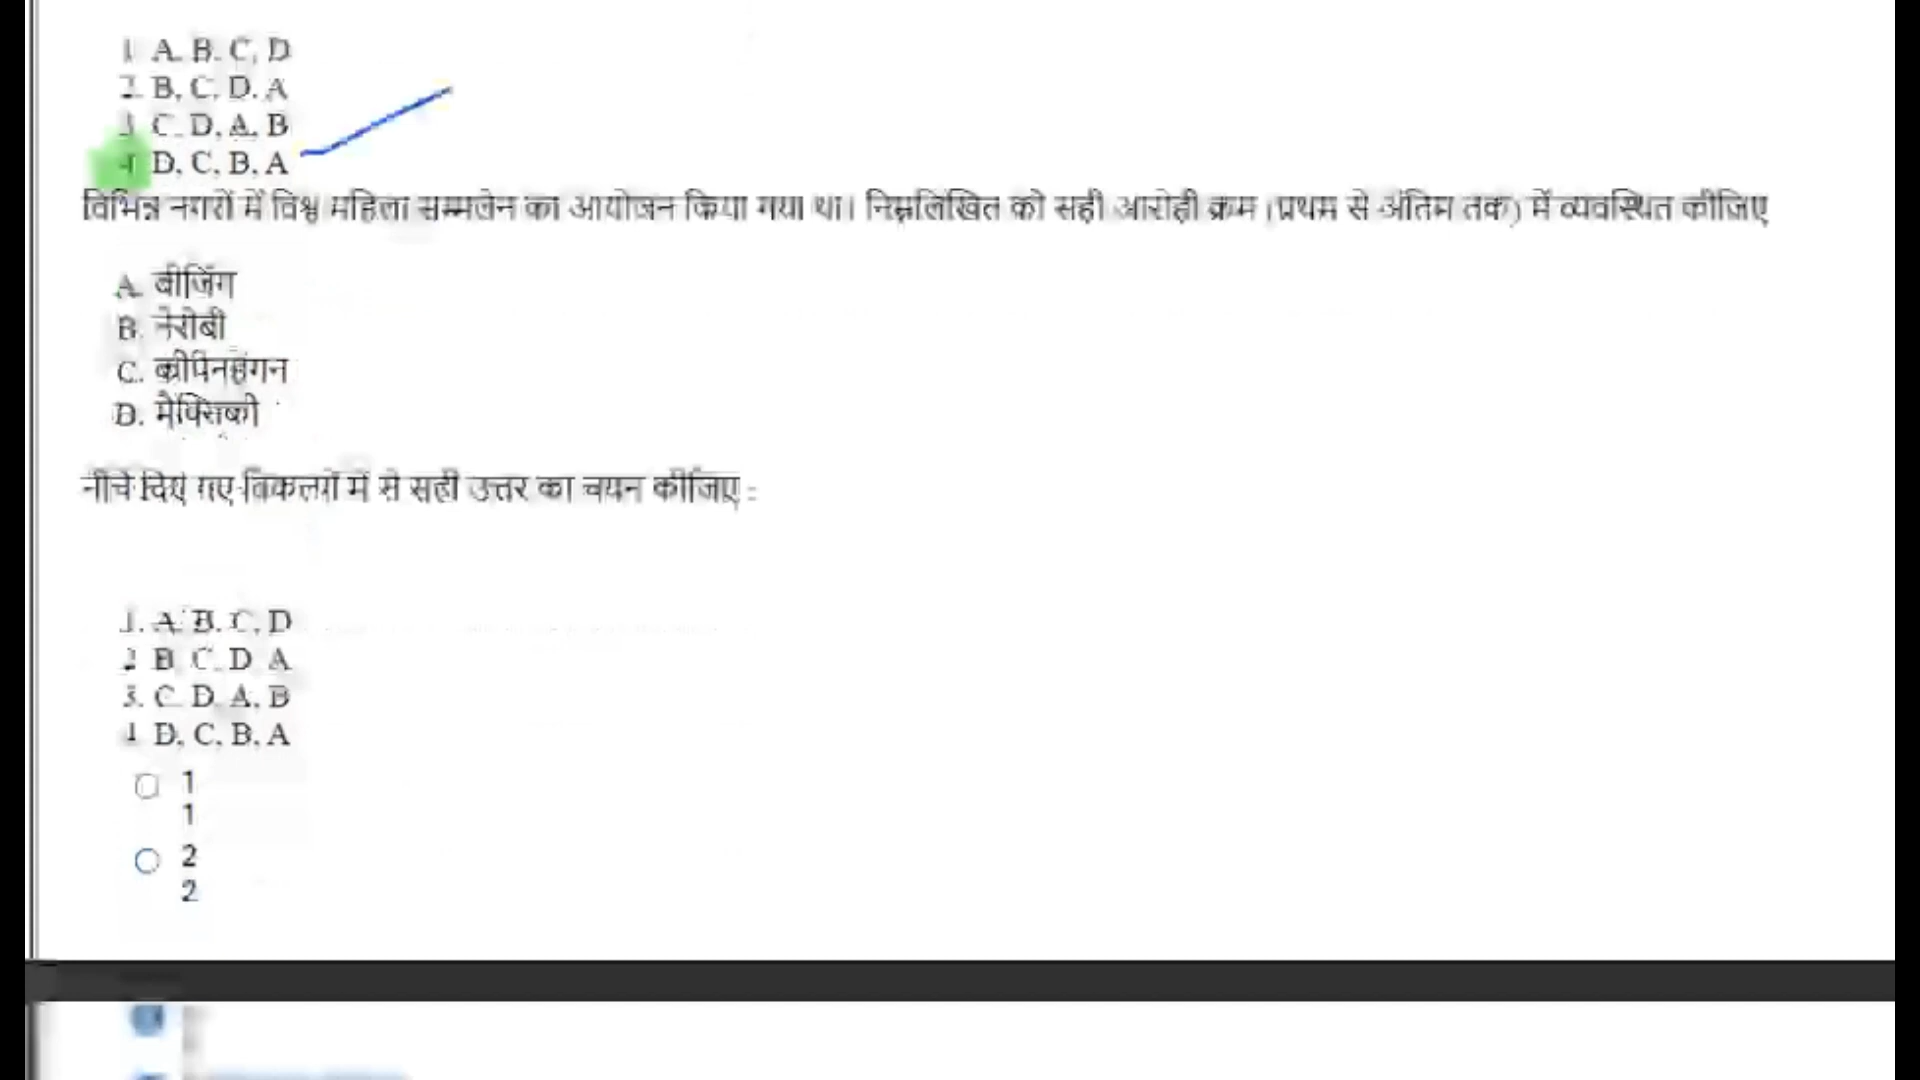 1. A. B. C. D
2. B. C. D. A
3. C. D. A. B
4. D. C. B. A
विभिन्न नगरों में विश्व महिला सम्मलेन का आयोजन किया गया था। निम्नलिखित को सही आरोही क्रम (प्रथम से अंतिम तक) में व्यवस्थित कीजिए
A. बीजिंग
B. नेरोबी
C. कोपेनहेगन
D. मैक्सिको
नीचे दिए गए विकल्पों में से सही उत्तर का चयन कीजिए :
1. A. B. C. D
2. B. C. D. A
3. C. D. A. B
4. D. C. B. A
1
1
2
2